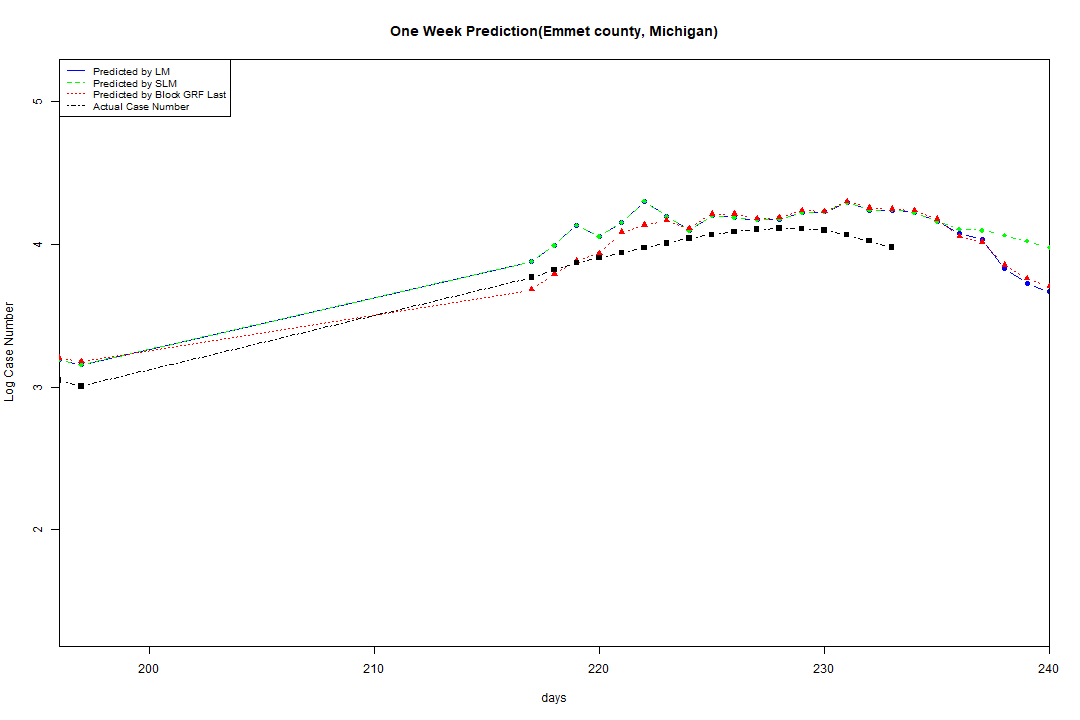 One Week Prediction(Emmet county, Michigan)
Predicted by LM
Predicted by SLM
Predicted by Block GRF Last
Actual Case Number
5
4
3
2
Log Case Number
200 210 220 230 240
days